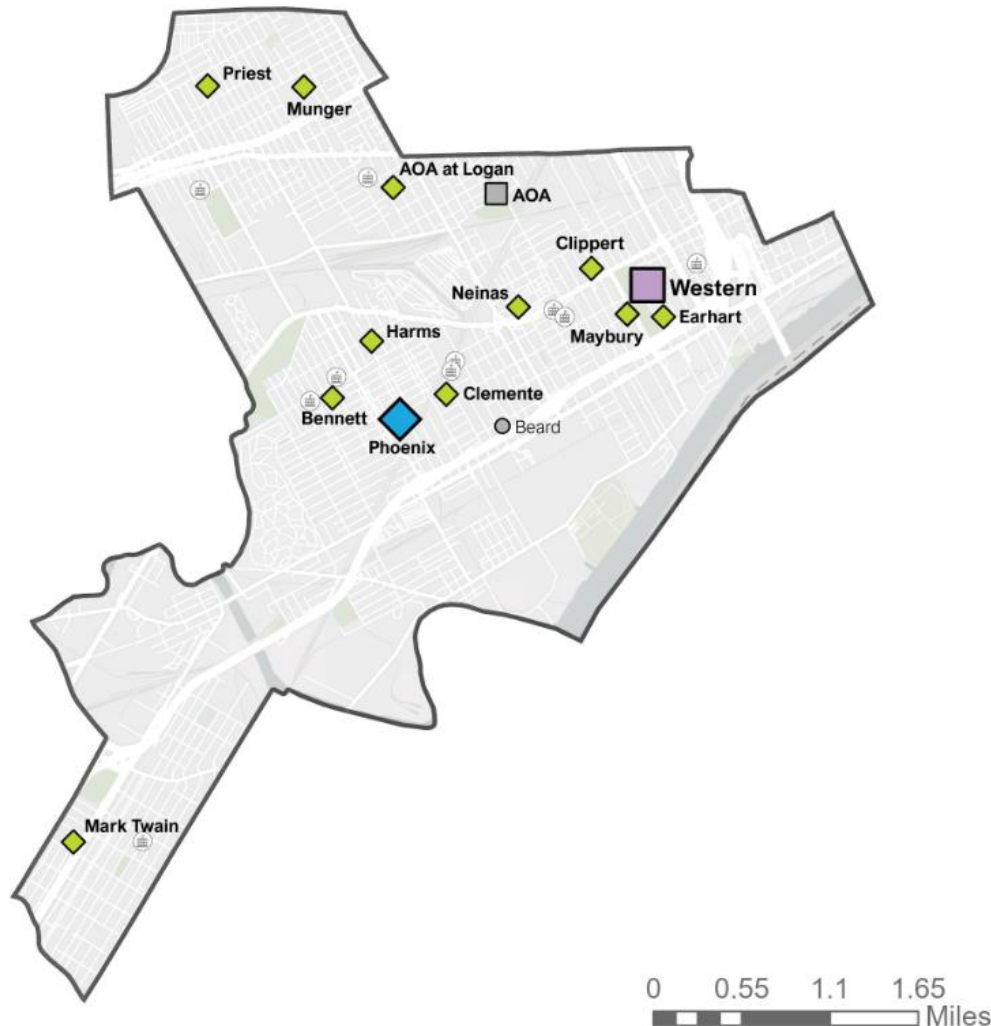 Priest
Munger
AOA at Logan
AOA
Clippert
Western
Neinas
Maybury
Earhart
Harms
Clemente
Bennett
Phoenix
Beard
Mark Twain
0 0.55 1.1 1.65
Miles